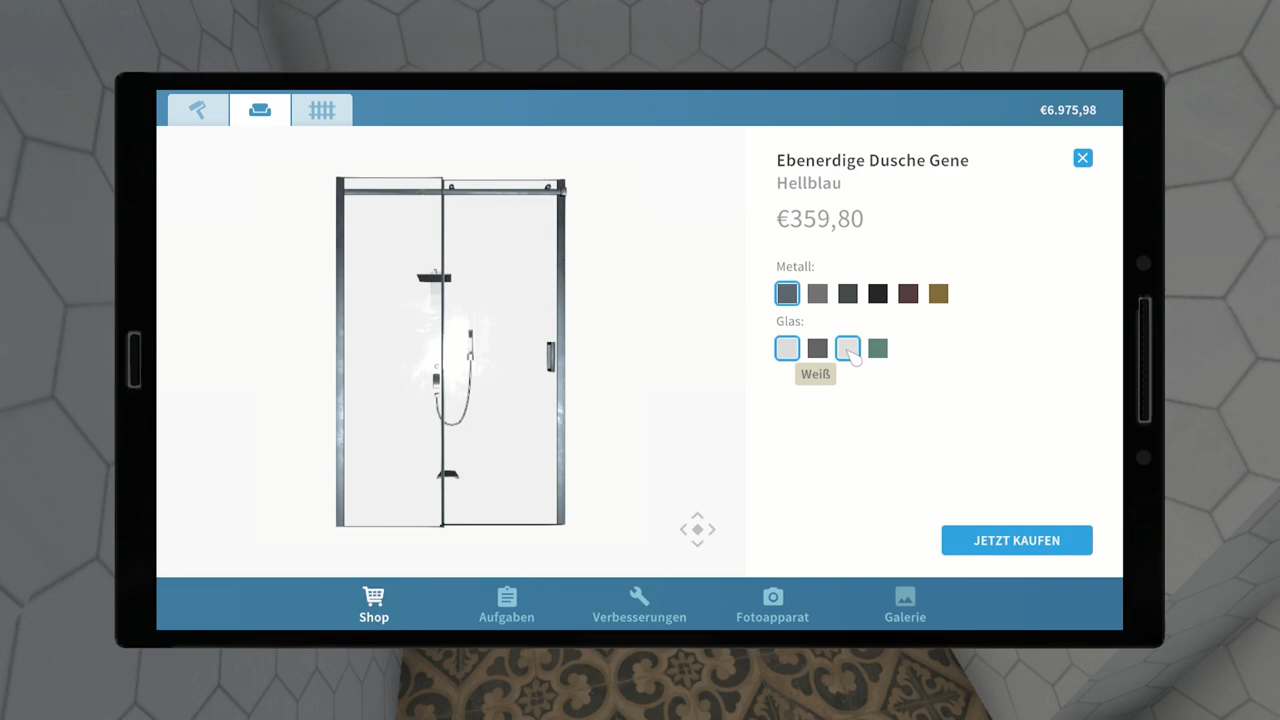 €6.975,98
Ebenerdige Dusche Gene
Hellblau
€359,80
Metall:
Glas:
Weiß
JETZT KAUFEN
Shop
Aufgaben
Verbesserungen
Fotoapparat
Galerie